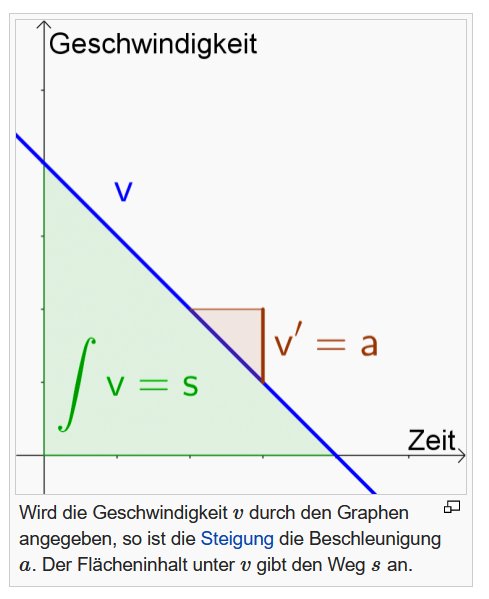 Geschwindigkeit
v
v′ = a
∫ v = s
Zeit
Wird die Geschwindigkeit v durch den Graphen
angegeben, so ist die Steigung die Beschleunigung
a. Der Flächeninhalt unter v gibt den Weg s an.